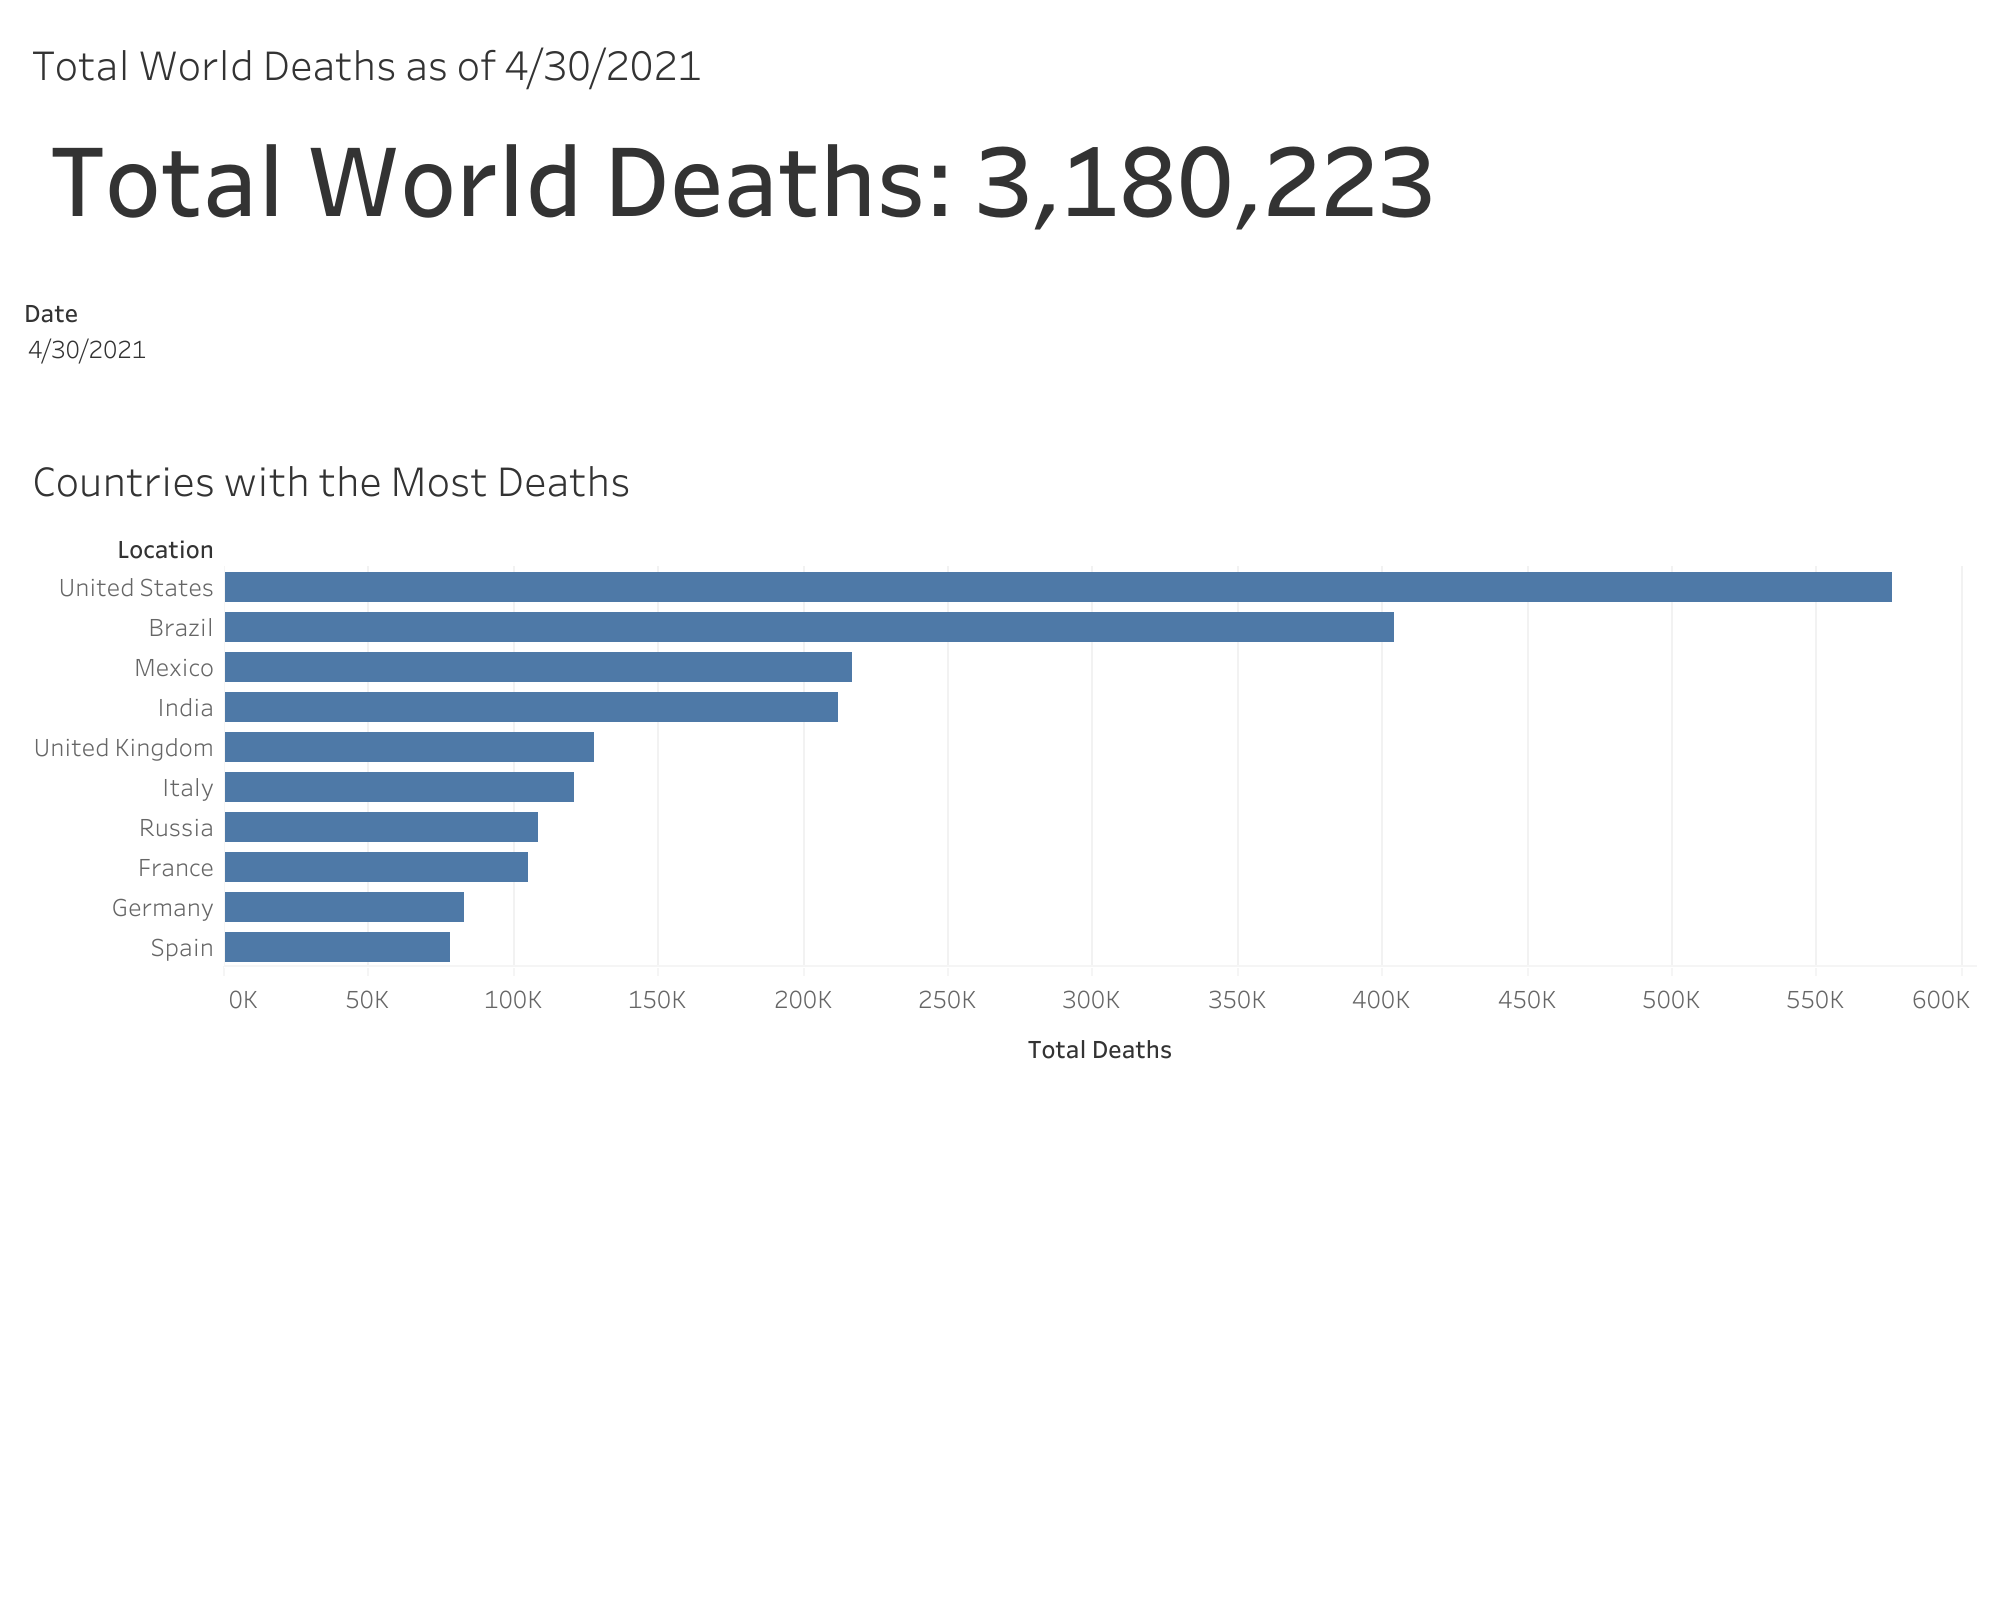 Total World Deaths as of 4/30/2021
Total World Deaths: 3,180,223
Date
4/30/2021
Countries with the Most Deaths
Location
United States
Brazil
Mexico
India
United Kingdom
Italy
Russia
France
Germany
Spain
0K 50K 100K 150K 200K 250K 300K 350K 400K 450K 500K 550K 600K
Total Deaths